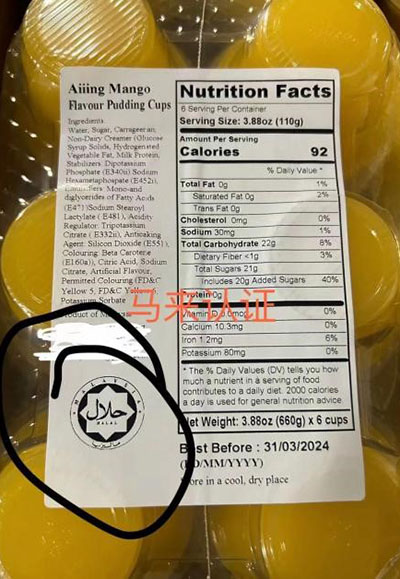 Aiiing Mango
Flavour Pudding Cups
Ingredients
Water, Sugar, Carrageenan,
Non-Dairy Creamer (Glucose
Syrup Solids, Hydrogenated
Vegetable Fat, Milk Protein,
Stabilizers. Dipotassium
Phosphate (E340ii) Sodium
Hexametaphospate (E452i),
Emulsifiers Mono-and
diglycerides of Fatty Acids
(E471)Sodium Stearoyl
Lactylate ( E481), Acidity
Regulator: Tripotassium
Citrate ( E332ii), Anticaking
Agent: Silicon Dioxide (E551),
Colouring: Beta Carotene
(E160a)), Citric Acid, Sodium
Citrate, Artificial Flavour,
Permitted Colouring (FD&C
Yellow 5, FD&C Yellow
Potassium Sorbate
Product of
MALAYSIA
حلال
HALAL
ماليزيا
Nutrition Facts
6 Serving Per Container
Serving Size: 3.88oz (110g)
Amount Per Serving
Calories 92
% Daily Value *
Total Fat 0g 1%
Saturated Fat 0g 2%
Trans Fat 0g
Cholesterol 0mg 0%
Sodium 30mg 1%
Total Carbohydrate 22g 8%
Dietary Fiber <1g 3%
Total Sugars 21g
Includes 20g Added Sugars 40%
Protein 0g
马来认证
Vitamin D 0.0mcg 0%
Calcium 10.3mg 0%
Iron 1.2mg 6%
Potassium 80mg 0%
* The % Daily Values (DV) tells you how
much a nutrient in a serving of food
contributes to a daily diet. 2000 calories
a day is used for general nutrition advice
Net Weight: 3.88oz (660g) x 6 cups
Best Before : 31/03/2024
(DD/MM/YYYY)
Store in a cool, dry place